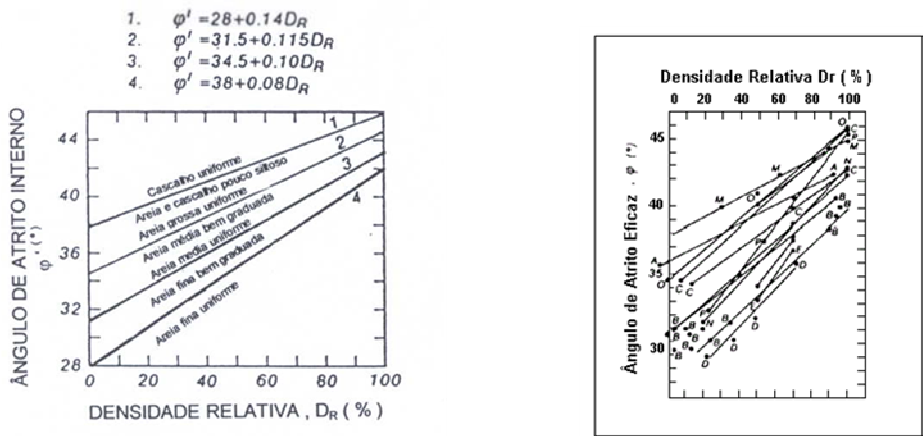 1. φ' =28+0.14DR
2. φ' =31.5+0.115DR
3. φ' =34.5+0.10DR
4. φ' =38+0.08DR
ÂNGULO DE ATRITO INTERNO
φ' (°)
44
40
36
32
28
1
2
3
4
Cascalho uniforme
Areia e cascalho pouco siltoso
Areia grossa uniforme
Areia média bem graduada
Areia media uniforme
Areia fina bem graduada
Areia fina uniforme
0 20 40 60 80 100
DENSIDADE RELATIVA , DR ( % )
Densidade Relativa Dr ( % )
0 20 40 60 80 100
Ângulo de Atrito Eficaz . φ (°)
45
40
35
30